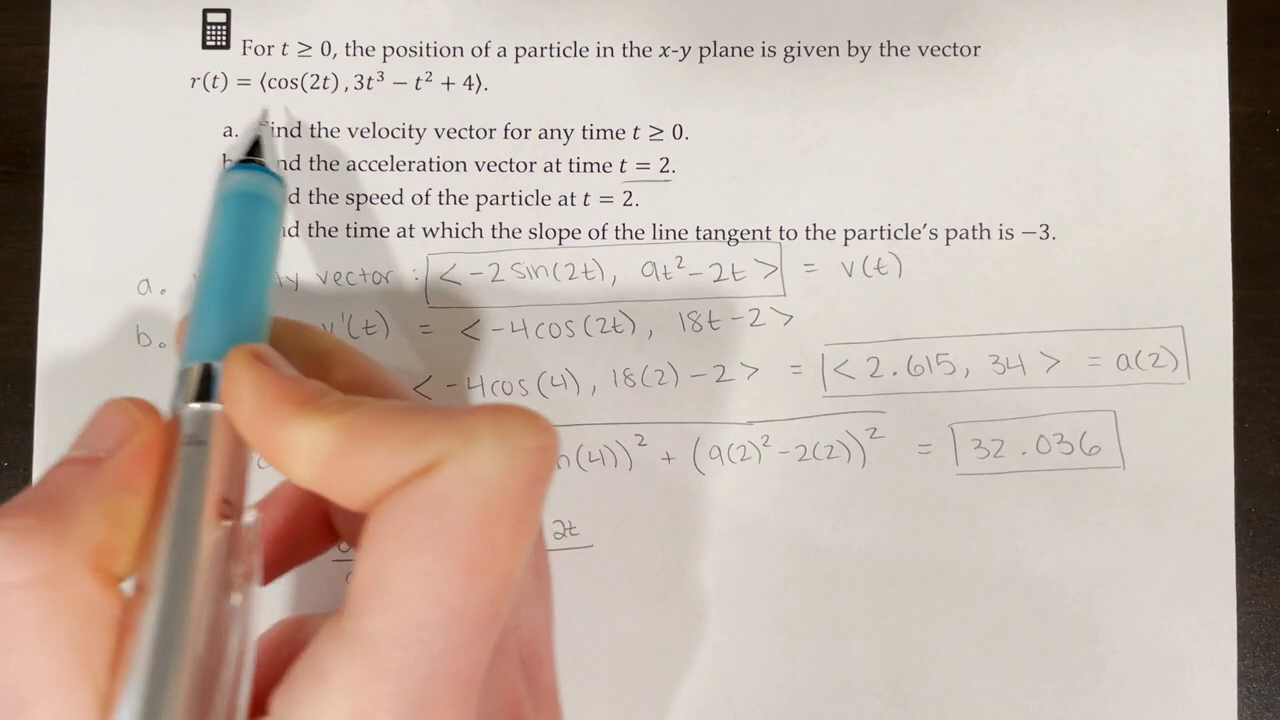 For t ≥ 0, the position of a particle in the x-y plane is given by the vector
r(t) = ⟨cos(2t), 3t³ − t² + 4⟩.
a. Find the velocity vector for any time t ≥ 0.
the acceleration vector at time t = 2.
the speed of the particle at t = 2.
the time at which the slope of the line tangent to the particle's path is −3.
a. vector : < -2 sin(2t), 9t² - 2t > = v(t)
b. v'(t) = < -4cos(2t), 18t - 2 >
< -4cos(4), 18(2) - 2 > = < 2.615, 34 > = a(2)
(4))² + (9(2)² - 2(2))² = 32.036
2t